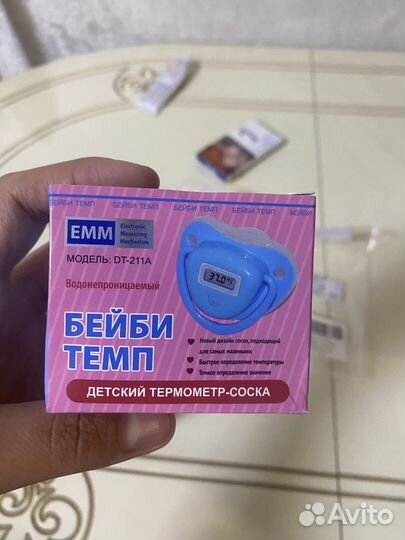 БЕЙБИ ТЕМП БЕЙБИ ТЕМП БЕЙБИ ТЕМП БЕЙБИ ТЕМП БЕЙБИ
EMM
Electronic
Measuring
Mechanism
МОДЕЛЬ: DT-211A
Водонепроницаемый
37.0°C
БЕЙБИ
ТЕМП
• Новый дизайн соски, подходящий
для самых маленьких
• Быстрое определение температуры
• Точное определение значения
ДЕТСКИЙ ТЕРМОМЕТР-СОСКА
Avito